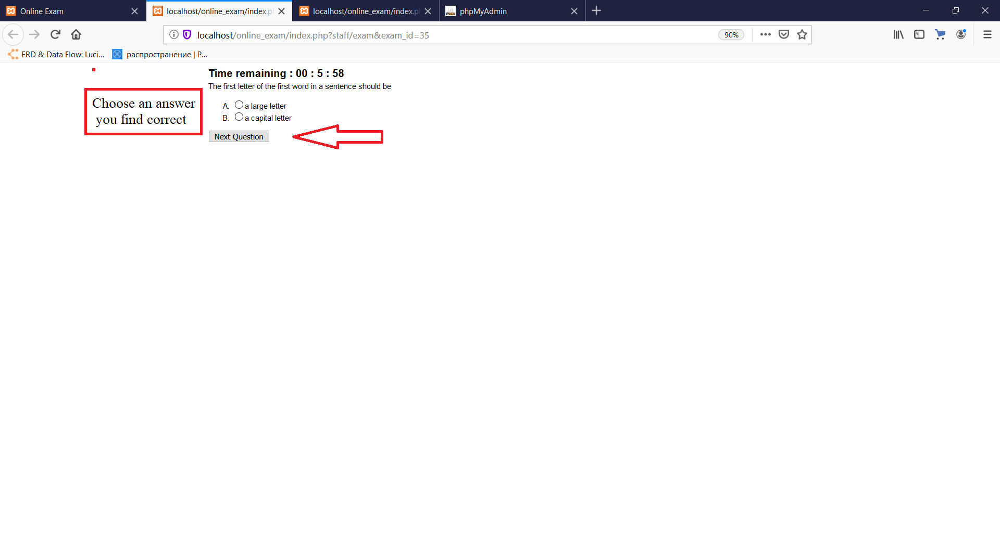 Online Exam
localhost/online_exam/index.p
localhost/online_exam/index.p
phpMyAdmin
localhost/online_exam/index.php?staff/exam&exam_id=35
90%
ERD & Data Flow: Luci...
распространение | Р...
Time remaining : 00 : 5 : 58
The first letter of the first word in a sentence should be
Choose an answer
you find correct
A. a large letter
B. a capital letter
Next Question